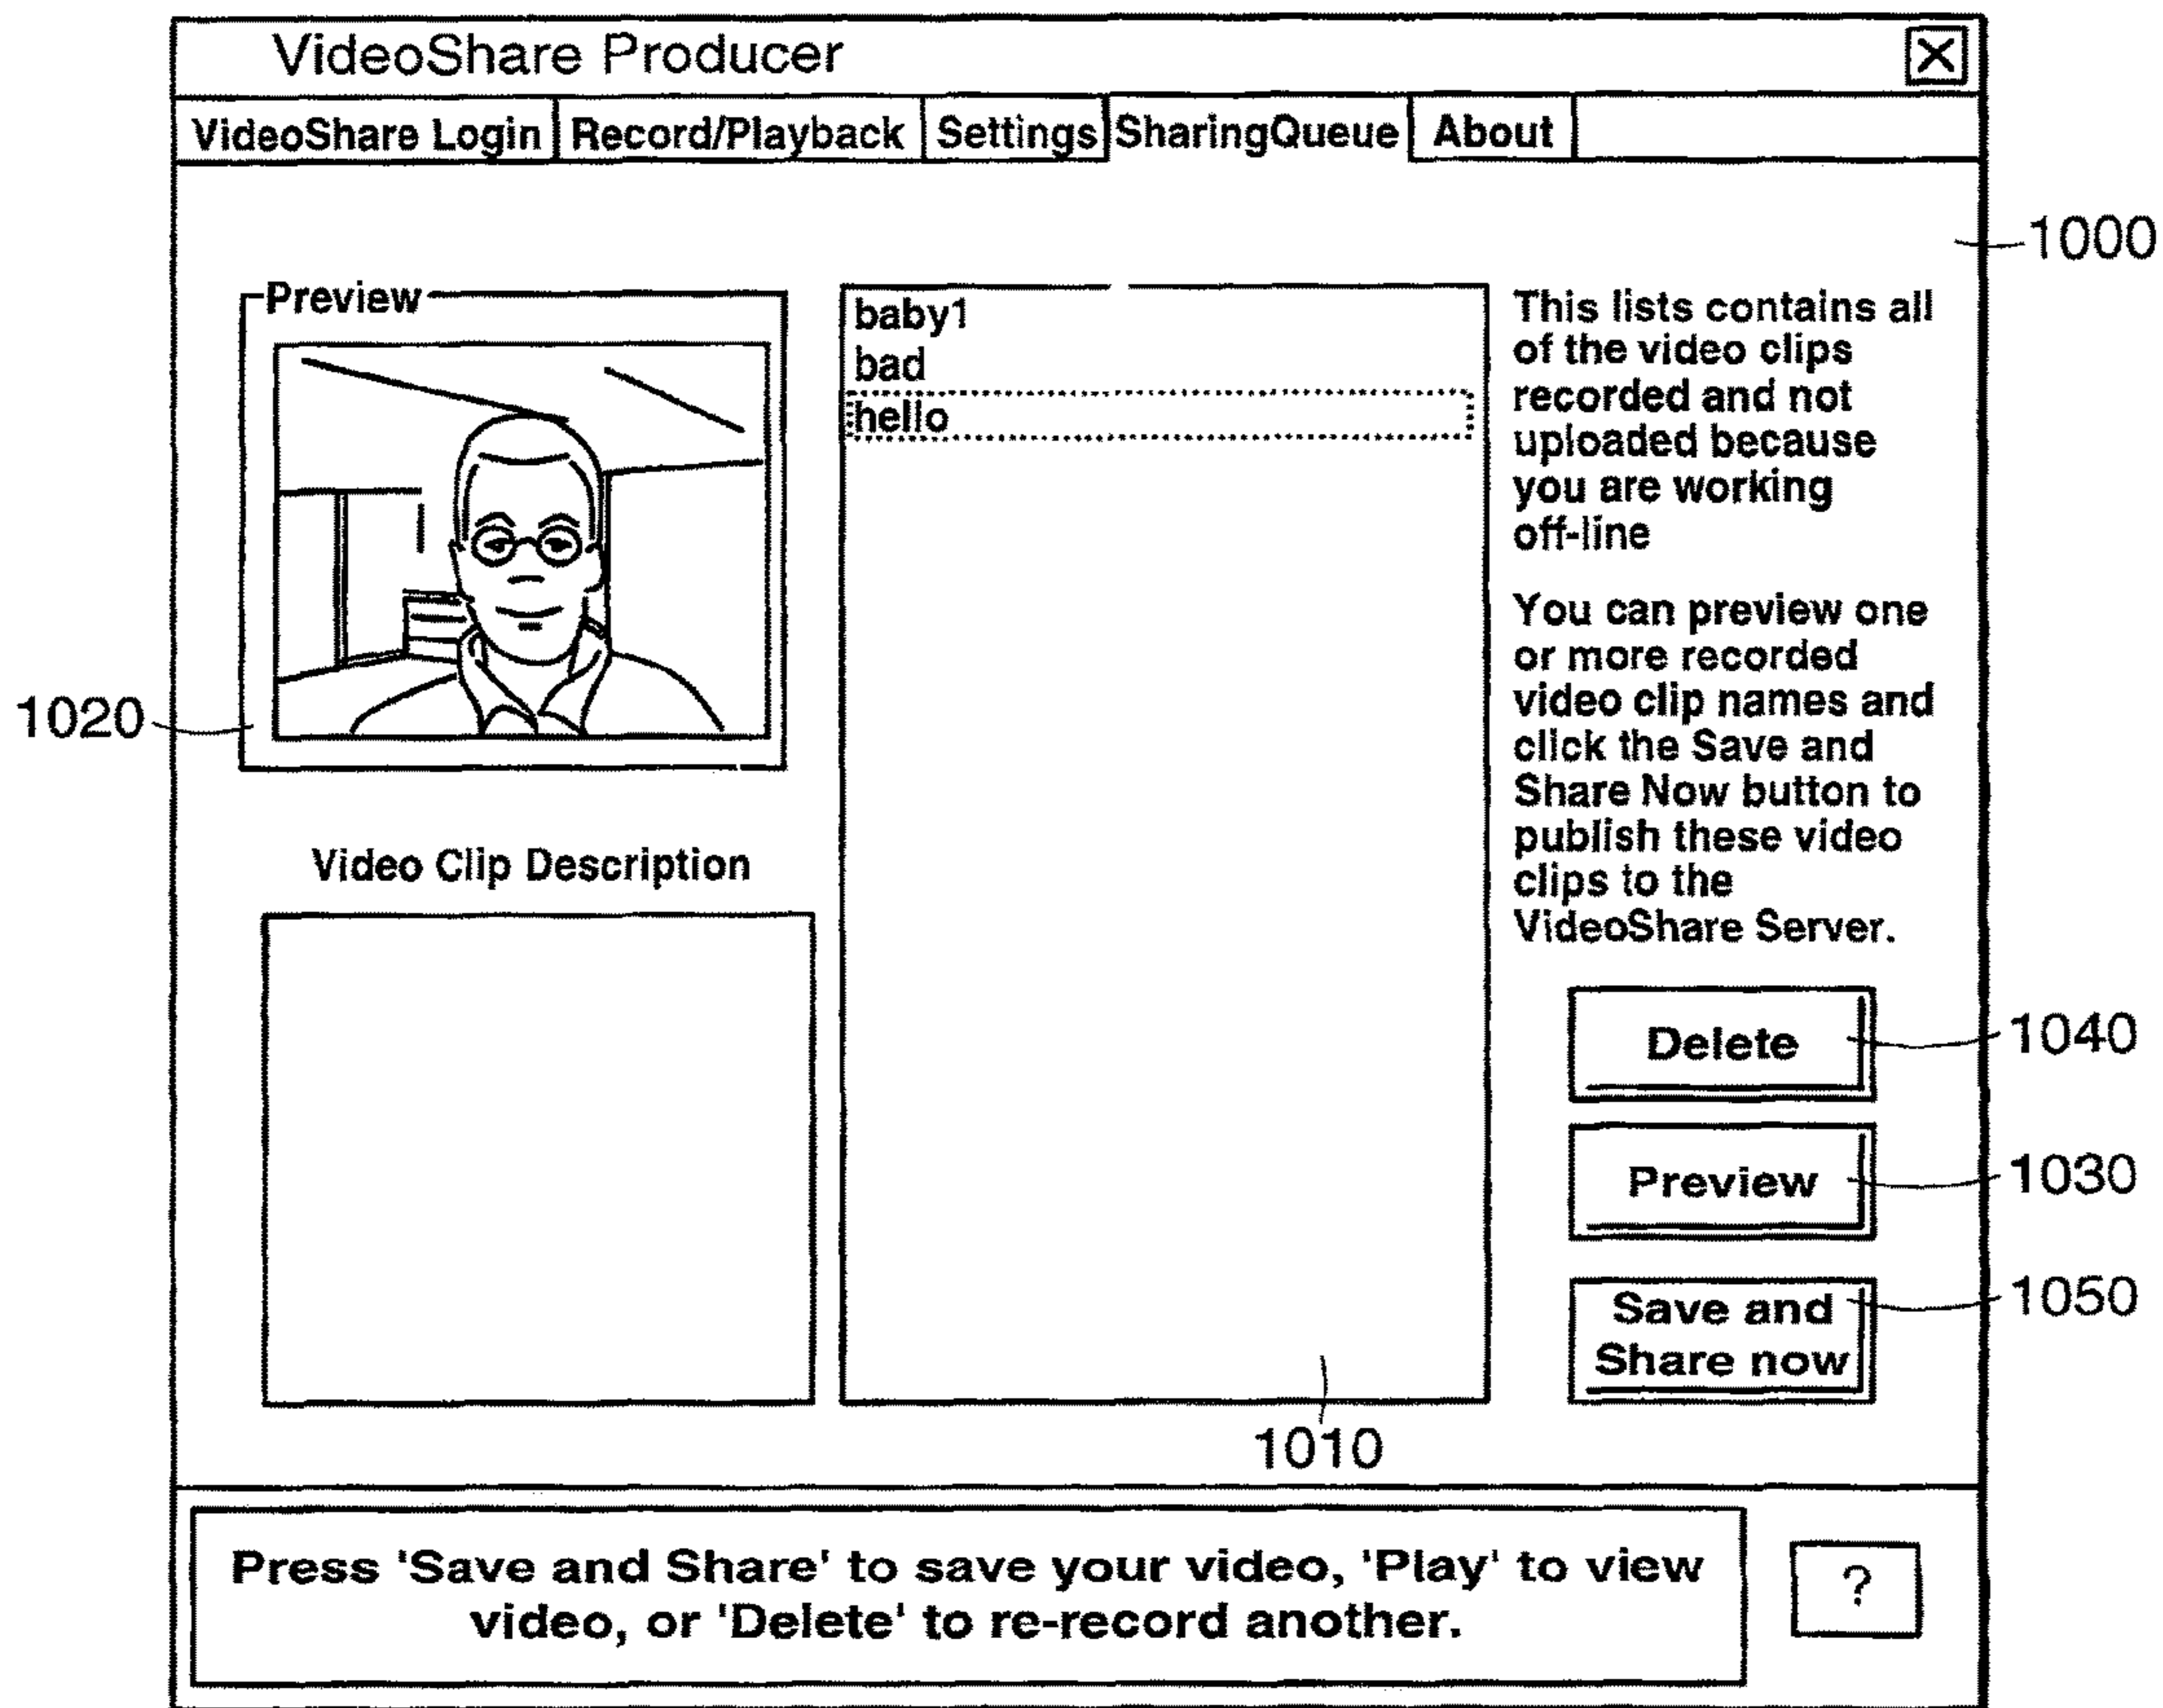 VideoShare Producer
X
VideoShare Login Record/Playback Settings SharingQueue About
1000
Preview
1020
baby1
bad
hello
This lists contains all
of the video clips
recorded and not
uploaded because
you are working
off-line
You can preview one
or more recorded
video clip names and
click the Save and
Share Now button to
publish these video
clips to the
VideoShare Server.
Video Clip Description
Delete
1040
Preview
1030
Save and
Share now
1050
1010
Press 'Save and Share' to save your video, 'Play' to view
video, or 'Delete' to re-record another.
?